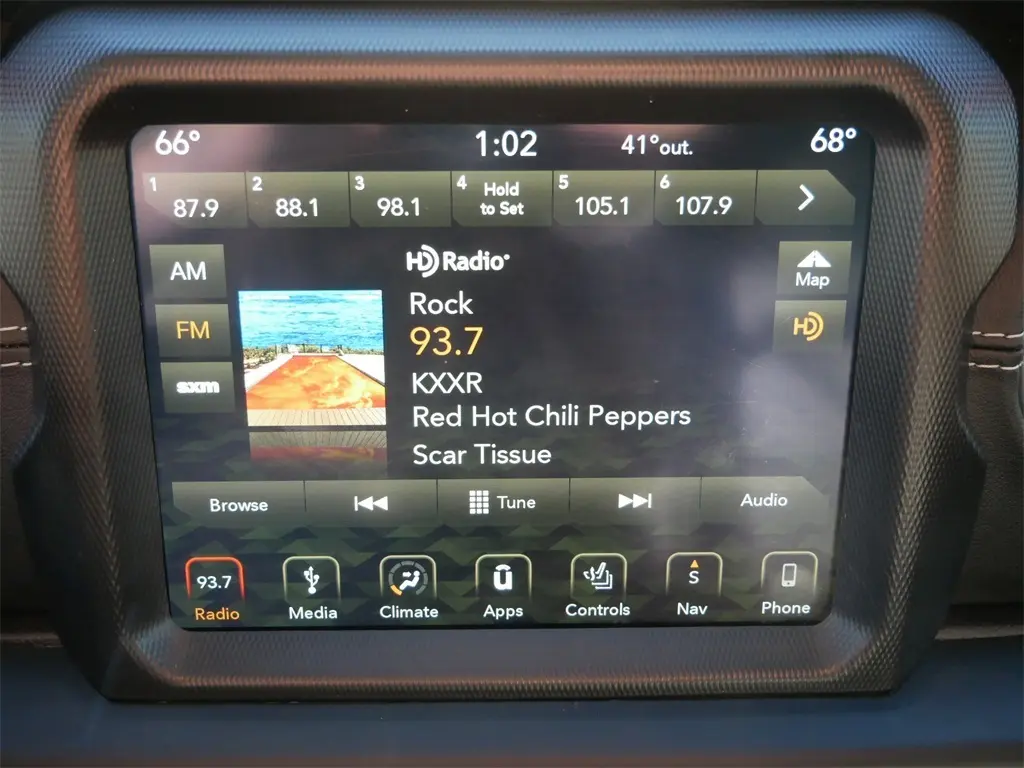 66° 1:02 41°out. 68°
1 87.9 2 88.1 3 98.1 4 Hold to Set 5 105.1 6 107.9
AM
FM
sxm
HD Radio
Rock
93.7
KXXR
Red Hot Chili Peppers
Scar Tissue
Map
HD
Browse Tune Audio
93.7 S
Radio Media Climate Apps Controls Nav Phone